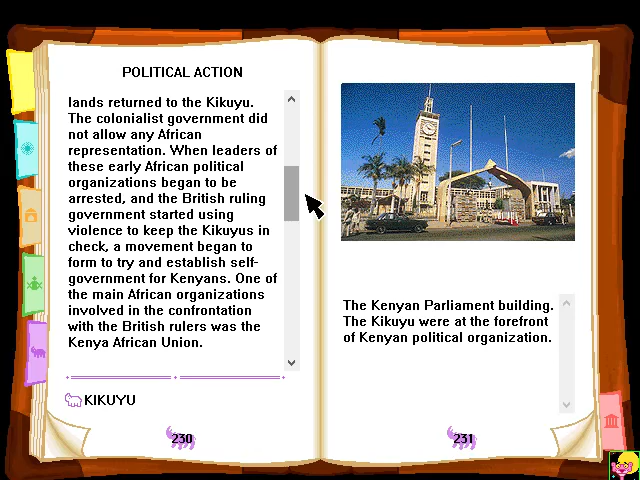 POLITICAL ACTION
lands returned to the Kikuyu.
The colonialist government did
not allow any African
representation. When leaders of
these early African political
organizations began to be
arrested, and the British ruling
government started using
violence to keep the Kikuyus in
check, a movement began to
form to try and establish self-
government for Kenyans. One of
the main African organizations
involved in the confrontation
with the British rulers was the
Kenya African Union.
KIKUYU
230
The Kenyan Parliament building.
The Kikuyu were at the forefront
of Kenyan political organization.
231